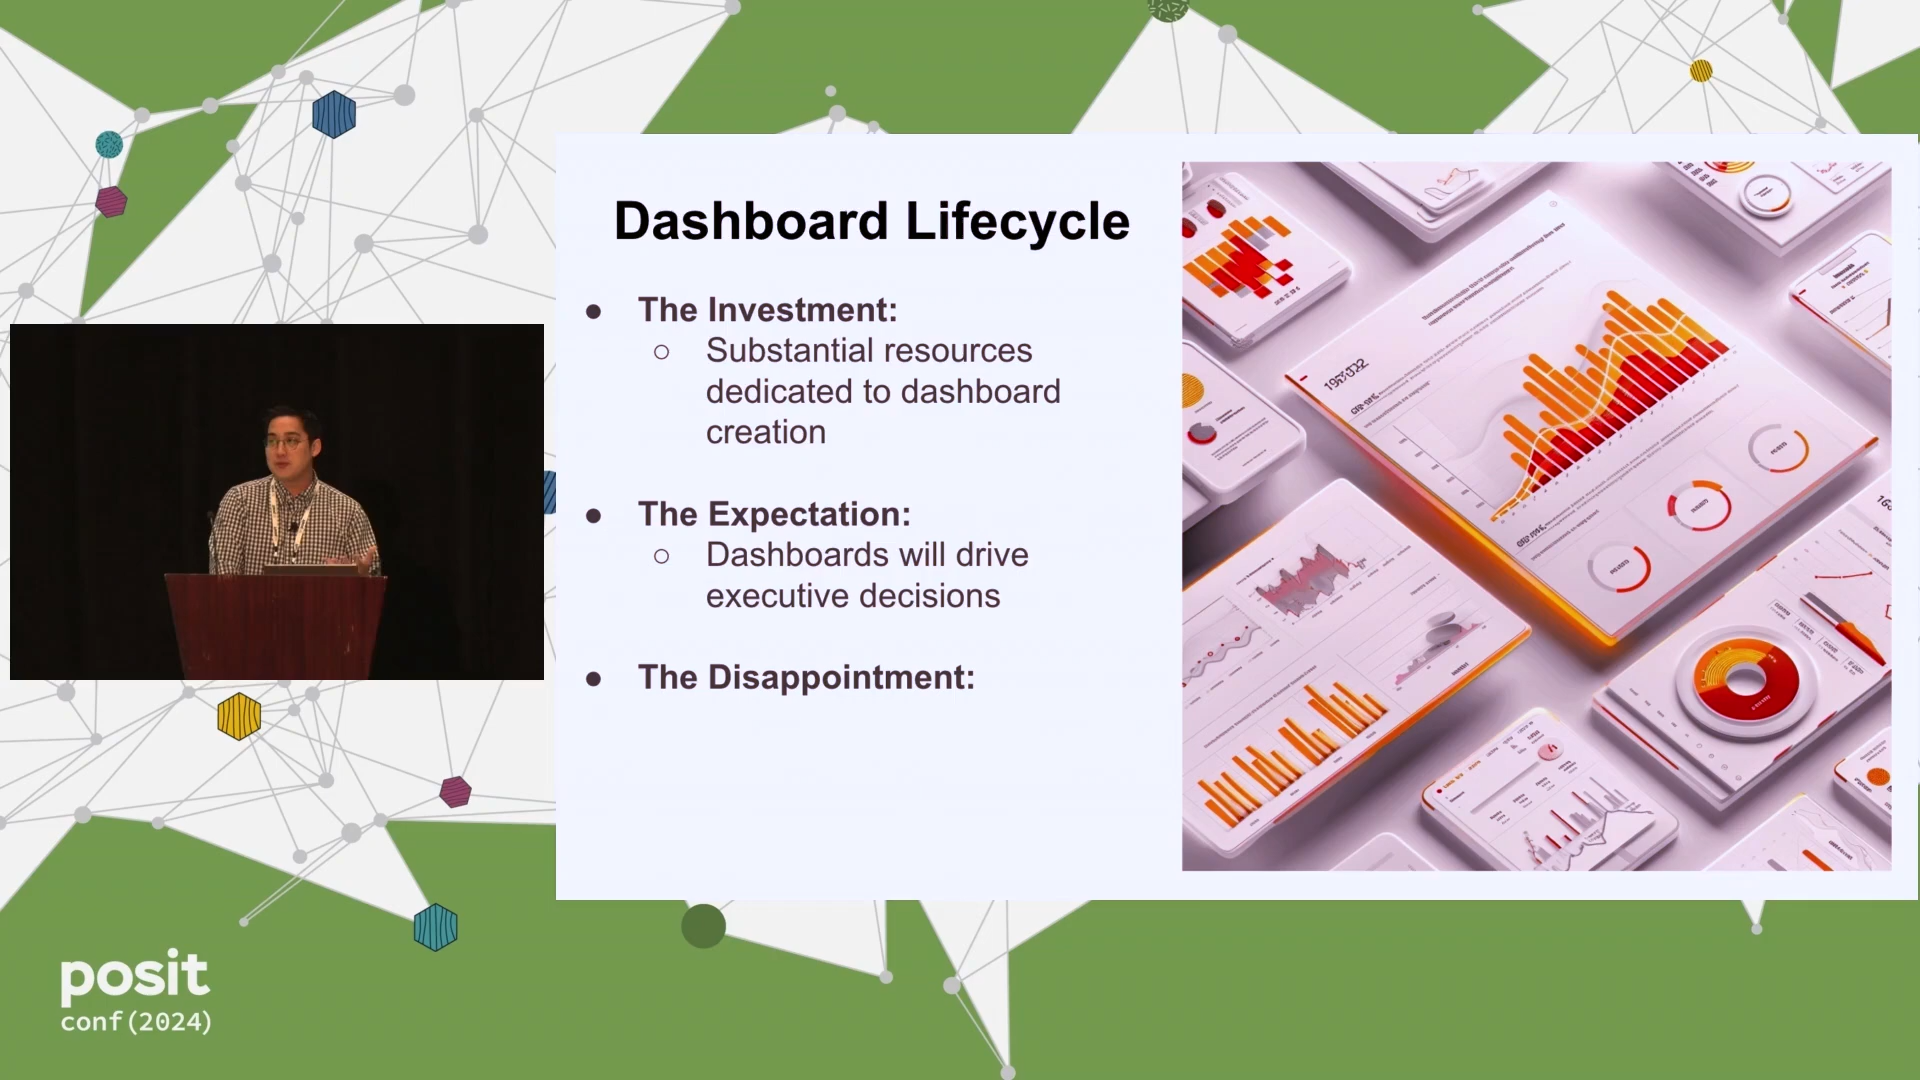 Dashboard Lifecycle
● The Investment:
○ Substantial resources
dedicated to dashboard
creation
● The Expectation:
○ Dashboards will drive
executive decisions
● The Disappointment:
posit
conf(2024)